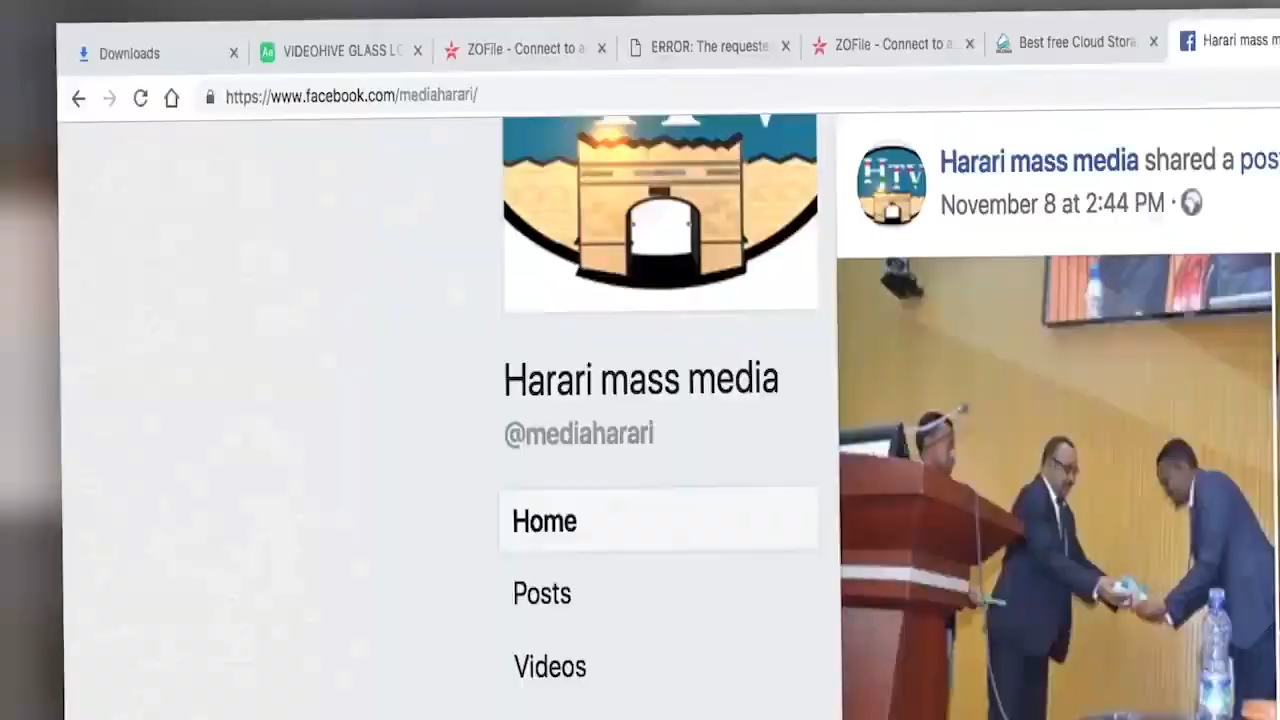 Downloads
VIDEOHIVE GLASS LO
ZOFile - Connect to a
ERROR: The requeste
ZOFile - Connect to a
Best free Cloud Stora
Harari mass m
https://www.facebook.com/mediaharari/
HTV
Harari mass media shared a post
November 8 at 2:44 PM ·
Harari mass media
@mediaharari
Home
Posts
Videos